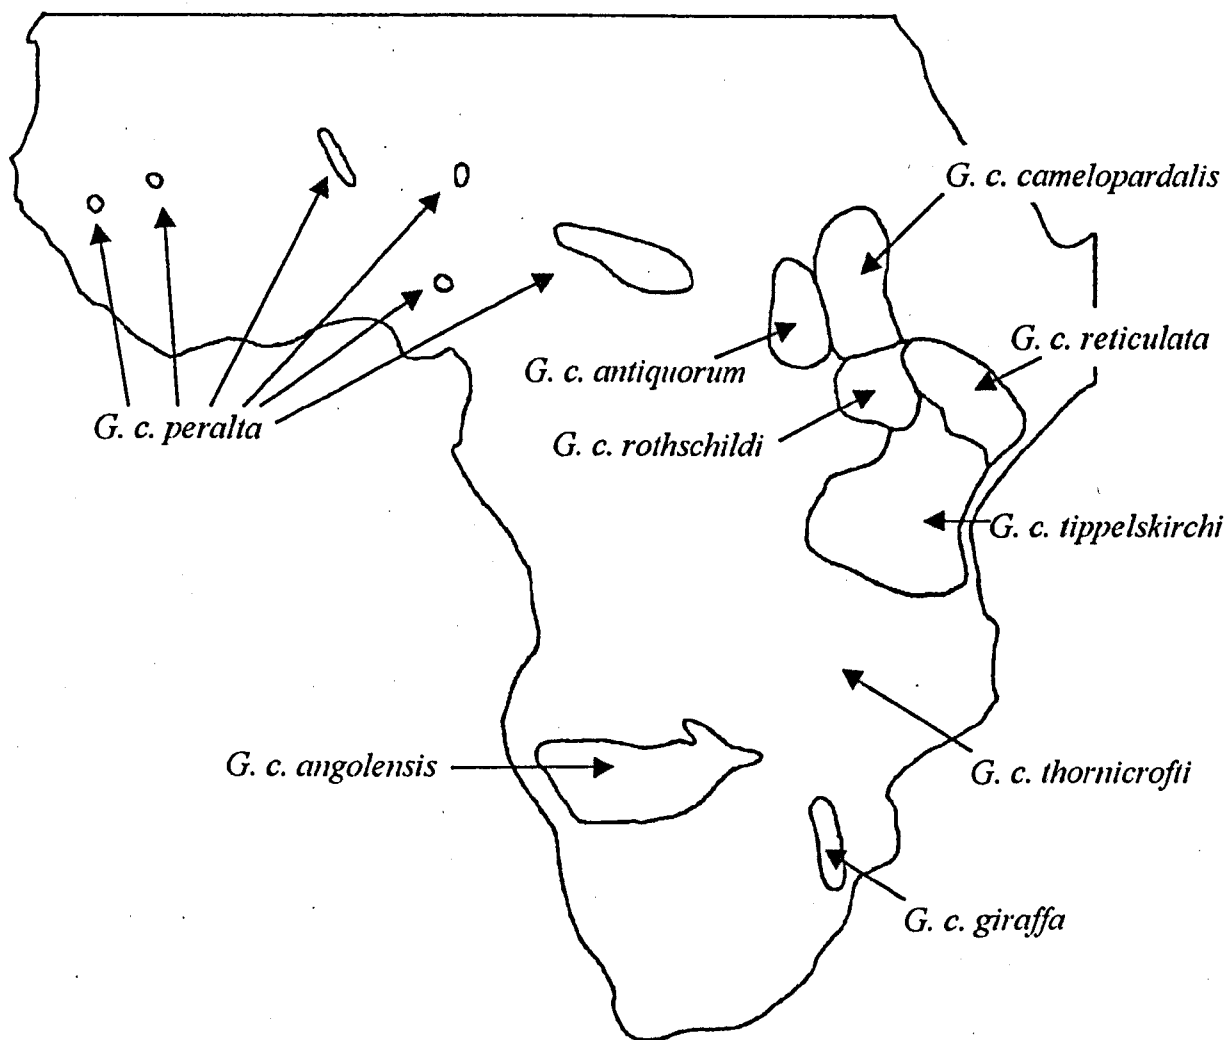 G. c. camelopardalis
G. c. reticulata
G. c. antiquorum
G. c. peralta
G. c. rothschildi
G. c. tippelskirchi
G. c. angolensis
G. c. thornicrofti
G. c. giraffa